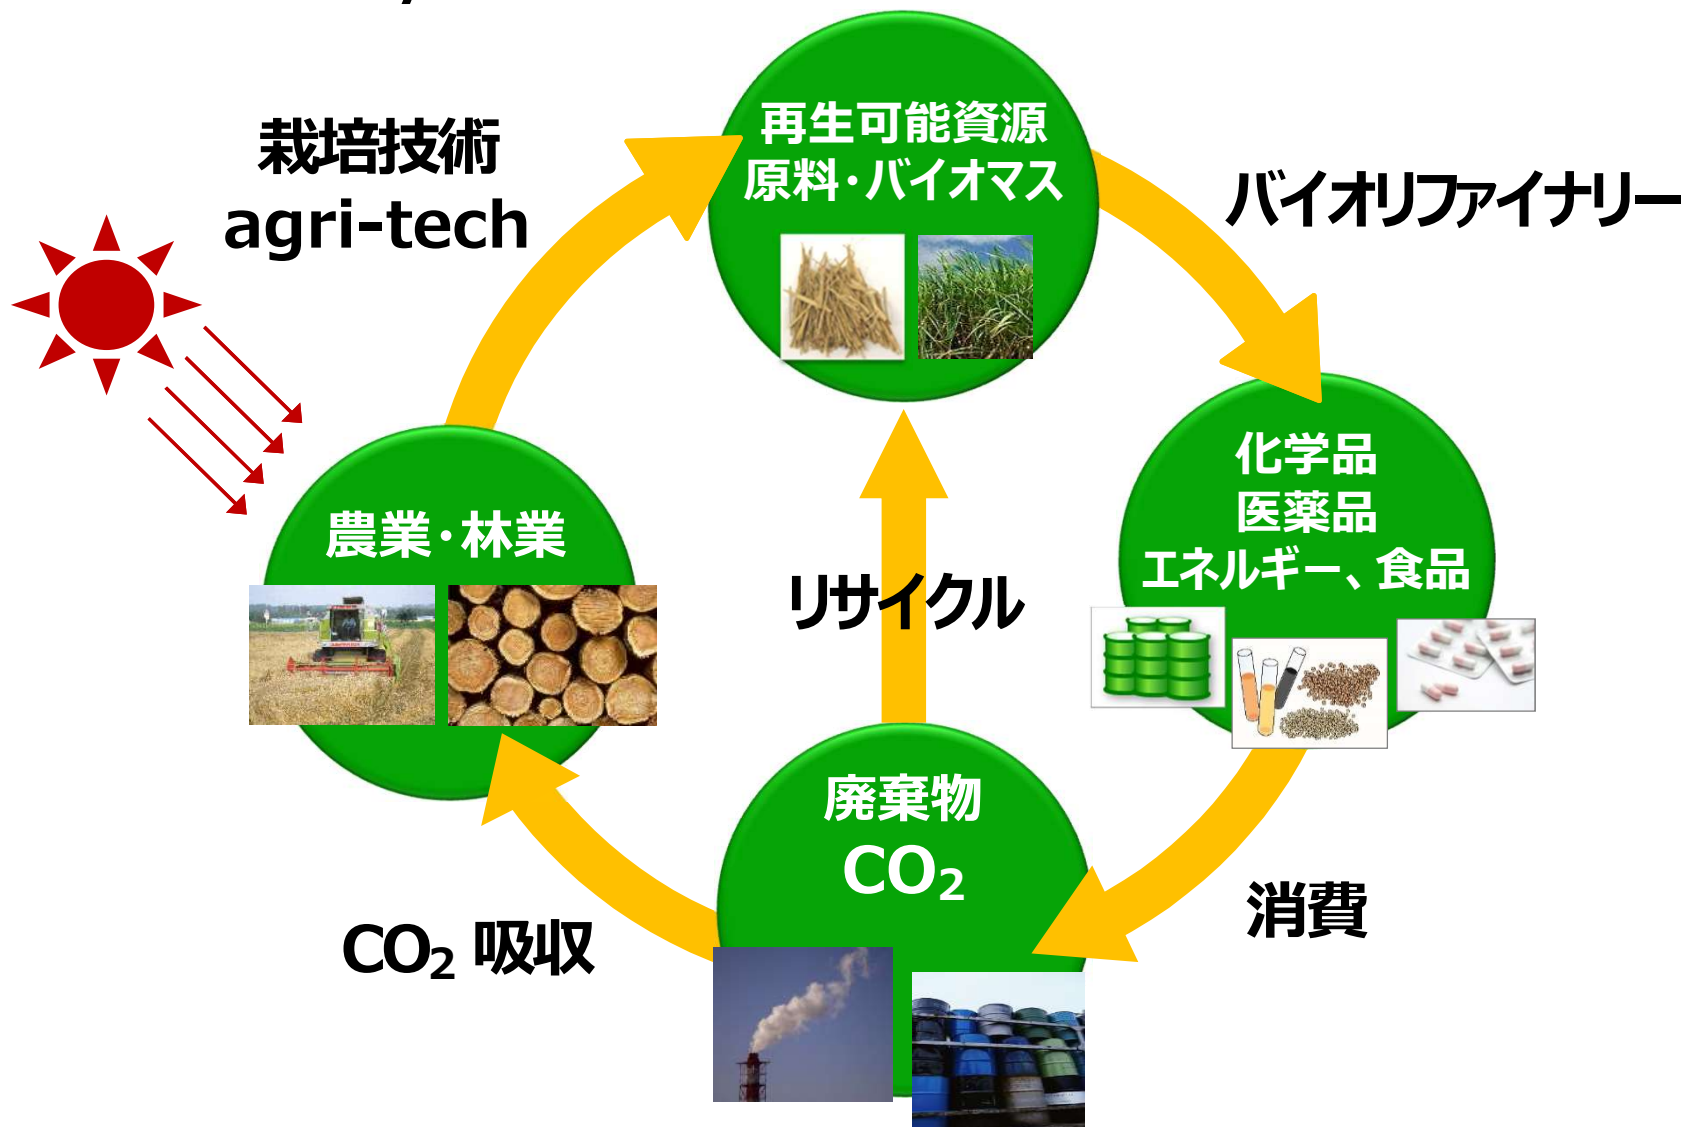 栽培技術
agri-tech
再生可能資源
原料・バイオマス
バイオリファイナリー
農業・林業
化学品
医薬品
エネルギー、食品
リサイクル
廃棄物
CO₂
CO₂ 吸収
消費